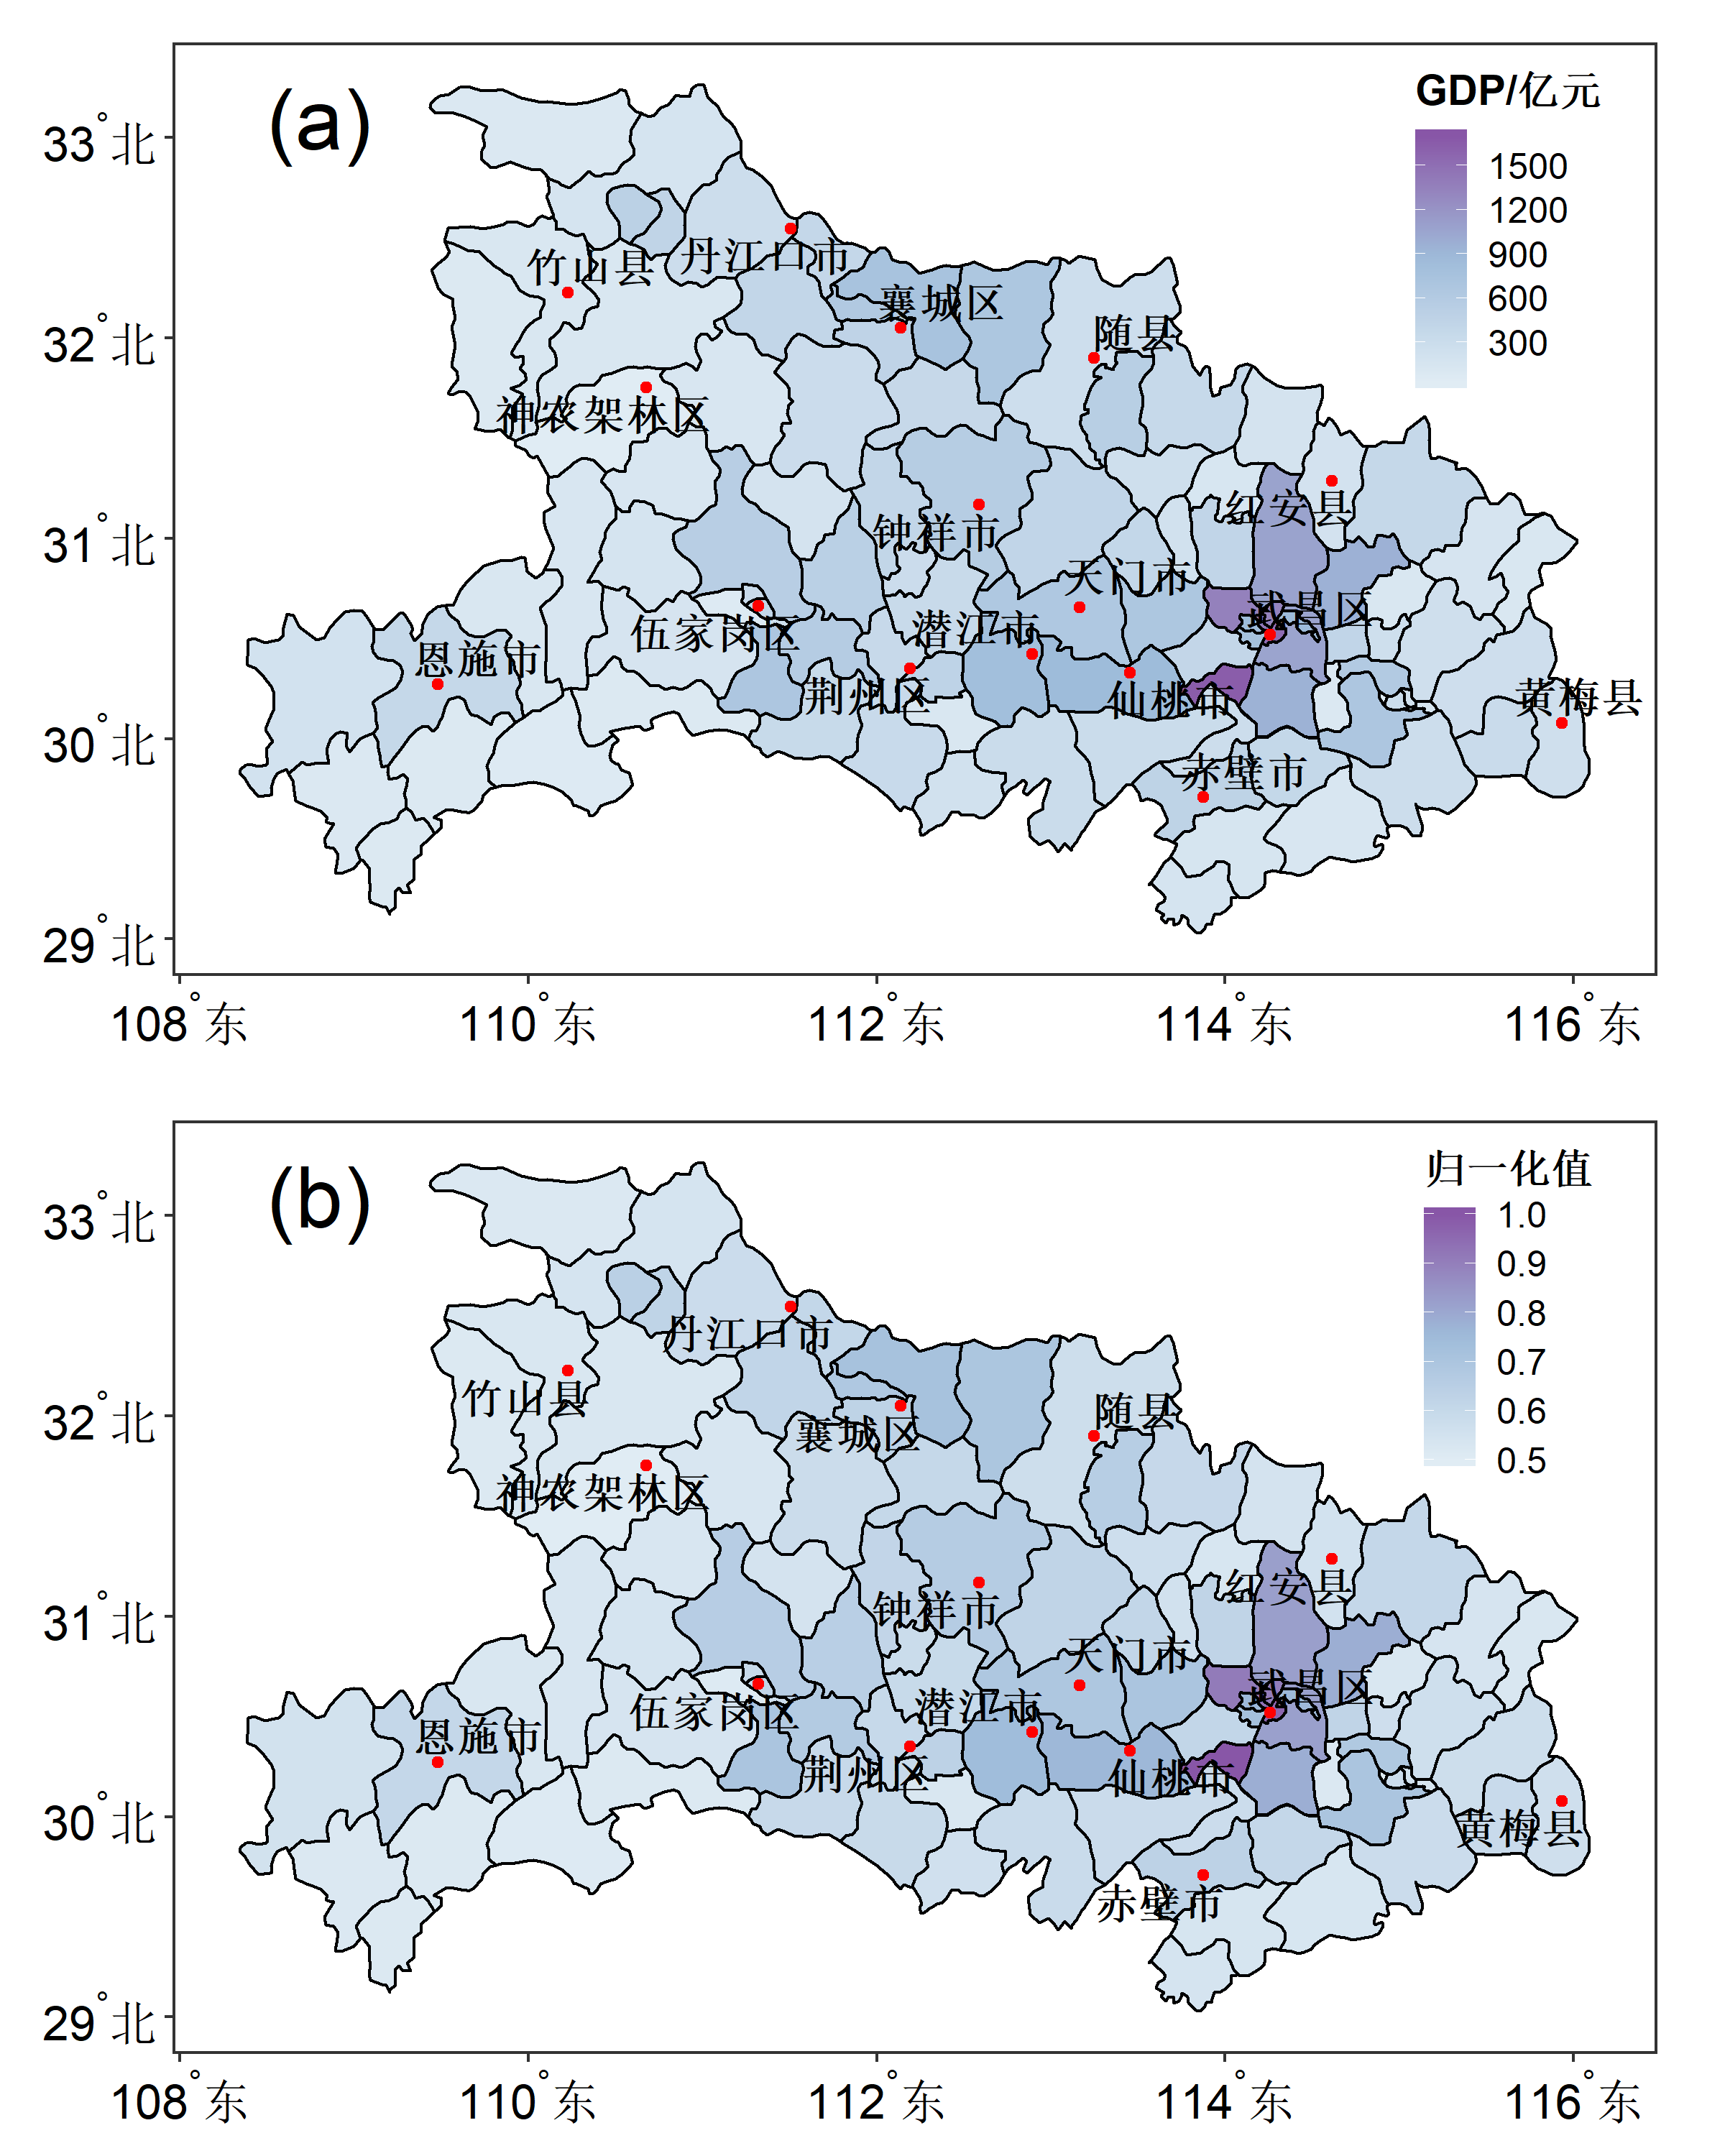 (a)
GDP/亿元
1500
1200
900
600
300
33°北
32°北
31°北
30°北
29°北
竹山县
丹江口市
襄城区
随县
神农架林区
红安县
钟祥市
天门市
武昌区
伍家岗区
潜江市
恩施市
荆州区
仙桃市
黄梅县
赤壁市
108°东
110°东
112°东
114°东
116°东
(b)
归一化值
1.0
0.9
0.8
0.7
0.6
0.5
33°北
32°北
31°北
30°北
29°北
丹江口市
竹山县
随县
襄城区
神农架林区
红安县
钟祥市
天门市
武昌区
伍家岗区
潜江市
恩施市
荆州区
仙桃市
黄梅县
赤壁市
108°东
110°东
112°东
114°东
116°东